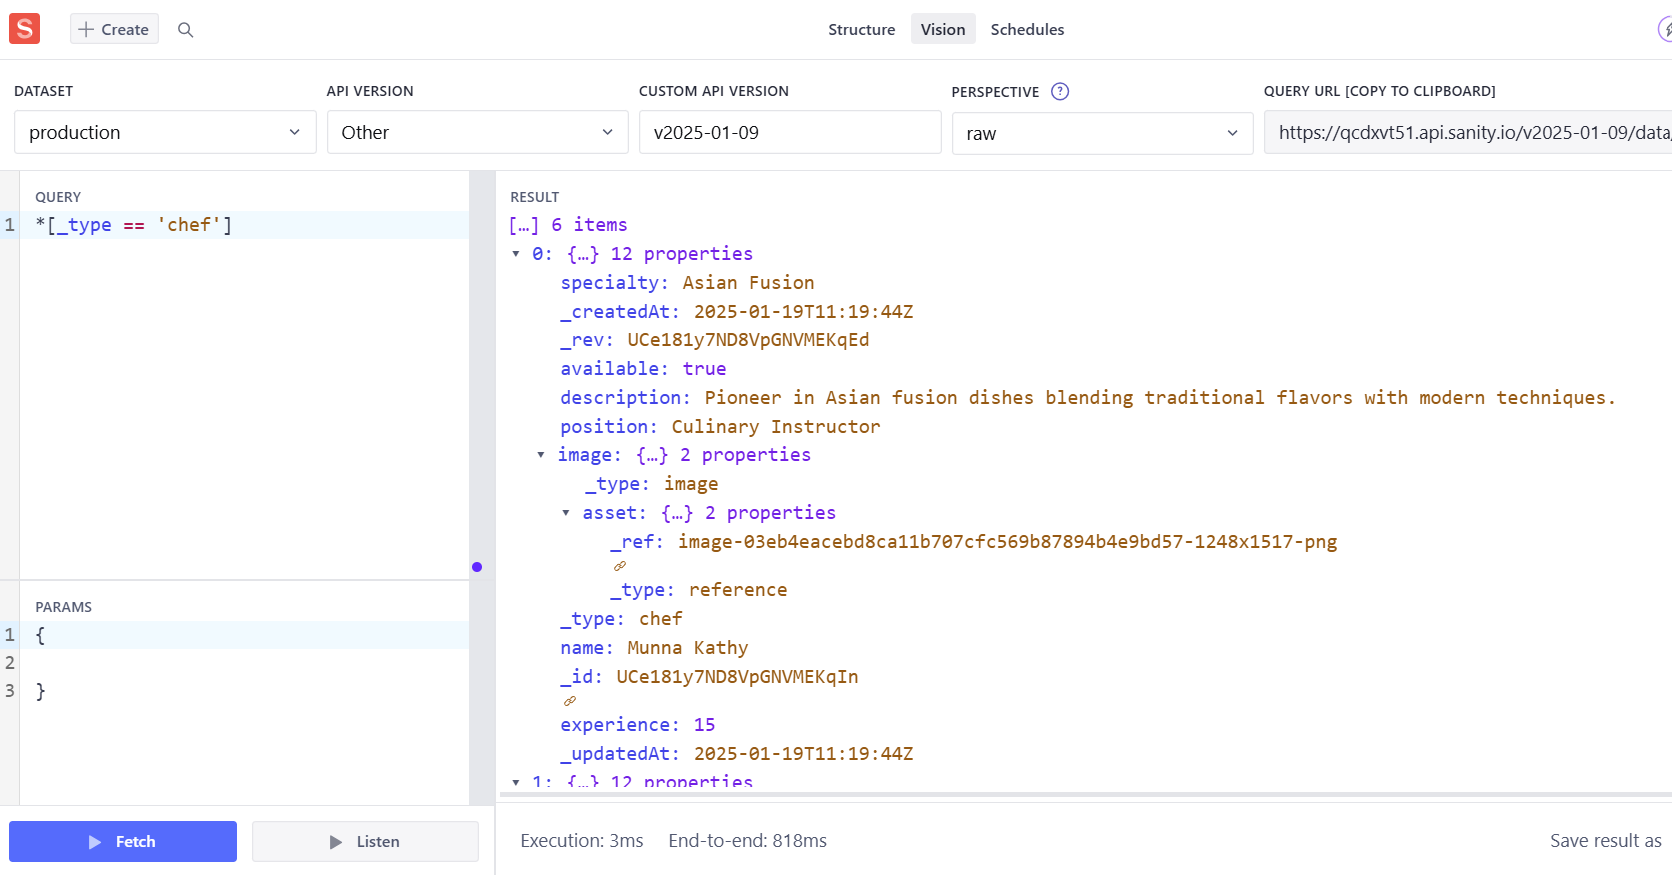 S
Create
Structure
Vision
Schedules
DATASET
API VERSION
CUSTOM API VERSION
PERSPECTIVE ?
QUERY URL [COPY TO CLIPBOARD]
production
Other
v2025-01-09
raw
https://qcdxvt51.api.sanity.io/v2025-01-09/data,
QUERY
1 *[_type == 'chef']
PARAMS
1 {
2
3 }
Fetch
Listen
RESULT
[…] 6 items
0: {…} 12 properties
specialty: Asian Fusion
_createdAt: 2025-01-19T11:19:44Z
_rev: UCe181y7ND8VpGNVMEKqEd
available: true
description: Pioneer in Asian fusion dishes blending traditional flavors with modern techniques.
position: Culinary Instructor
image: {…} 2 properties
_type: image
asset: {…} 2 properties
_ref: image-03eb4eacebd8ca11b707cfc569b87894b4e9bd57-1248x1517-png
_type: reference
_type: chef
name: Munna Kathy
_id: UCe181y7ND8VpGNVMEKqIn
experience: 15
_updatedAt: 2025-01-19T11:19:44Z
1: {…} 12 properties
Execution: 3ms
End-to-end: 818ms
Save result as